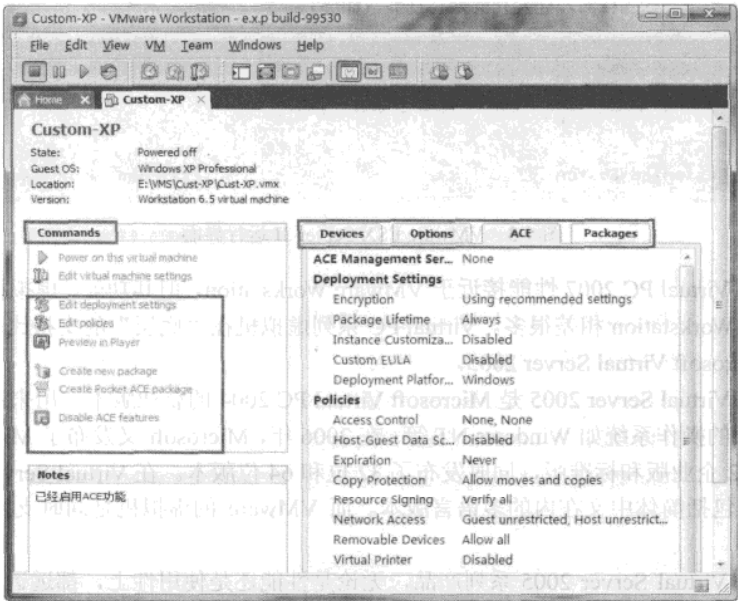 Custom-XP - VMware Workstation - e.x.p build-99530
File Edit View VM Team Windows Help
Home Custom-XP
Custom-XP
State: Powered off
Guest OS: Windows XP Professional
Location: E:\VMS\Cust-XP\Cust-XP.vmx
Version: Workstation 6.5 virtual machine
Commands
Power on this virtual machine
Edit virtual machine settings
Edit deployment settings
Edit policies
Preview in Player
Create new package
Create Pocket ACE package
Disable ACE features
Notes
已经启用ACE功能
Devices Options ACE Packages
ACE Management Ser... None
Deployment Settings
Encryption Using recommended settings
Package Lifetime Always
Instance Customiza... Disabled
Custom EULA Disabled
Deployment Platfor... Windows
Policies
Access Control None, None
Host-Guest Data Sc... Disabled
Expiration Never
Copy Protection Allow moves and copies
Resource Signing Verify all
Network Access Guest unrestricted, Host unrestrict...
Removable Devices Allow all
Virtual Printer Disabled